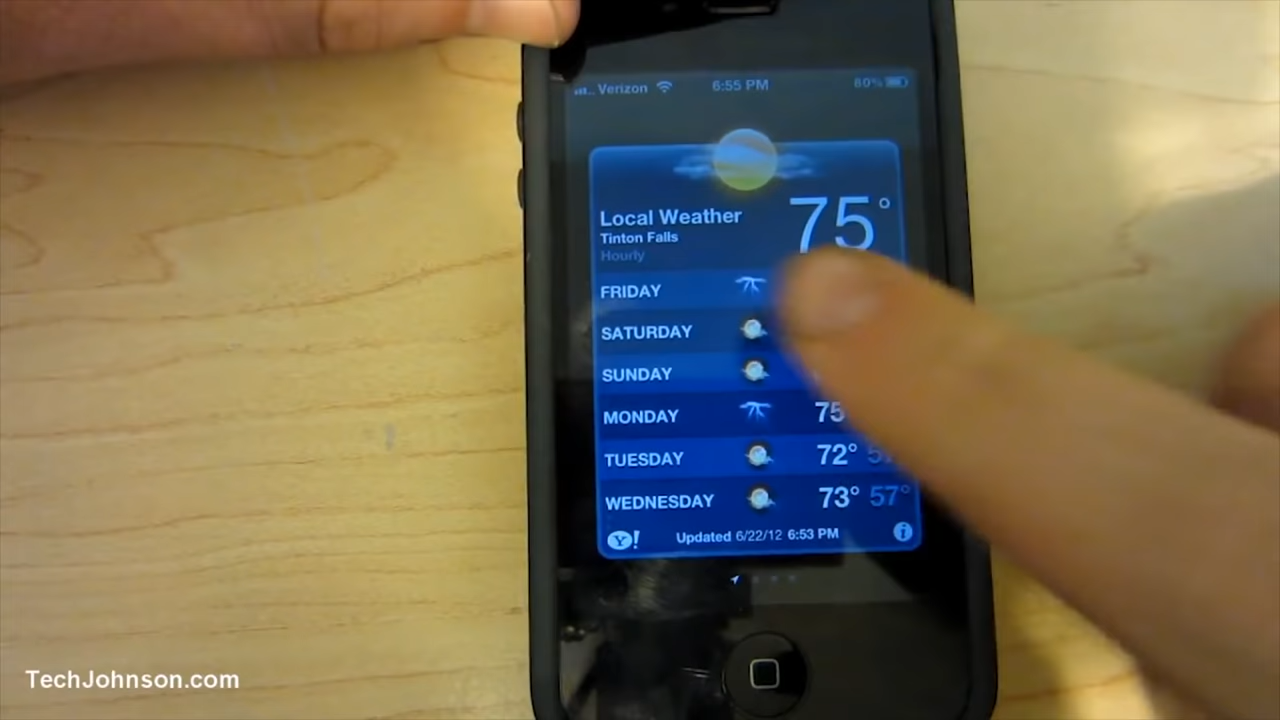 Verizon 6:55 PM 80%
75°
Local Weather
Tinton Falls
Hourly
FRIDAY
SATURDAY
SUNDAY
MONDAY 75
TUESDAY 72°
WEDNESDAY 73° 57°
Y! Updated 6/22/12 6:53 PM i
TechJohnson.com